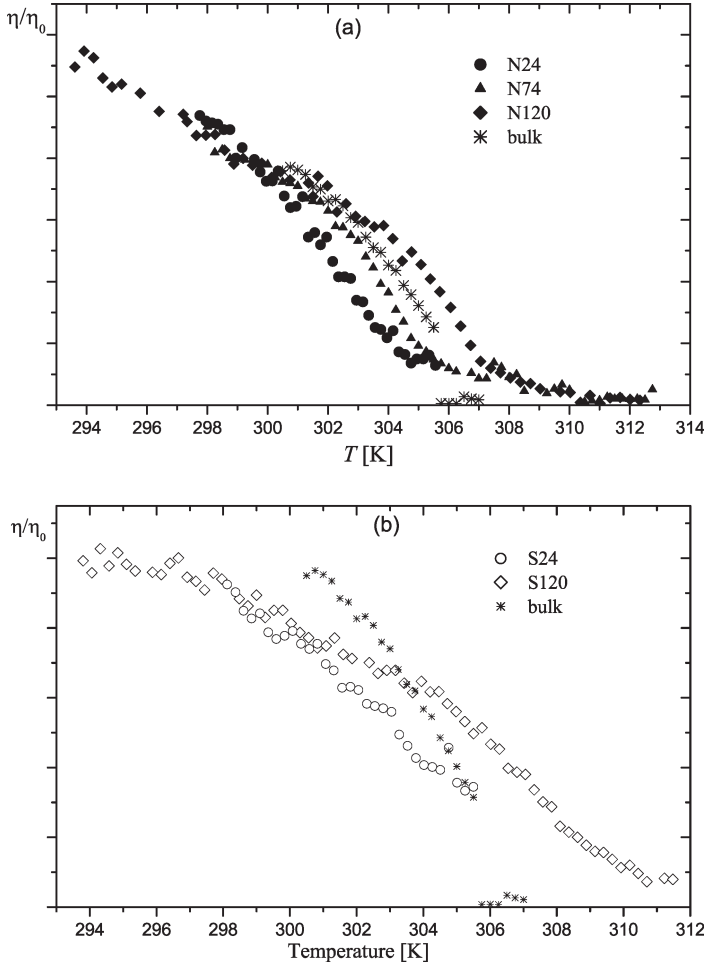 η/η0
(a)
N24
N74
N120
bulk
294 296 298 300 302 304 306 308 310 312 314
T [K]
η/η0
(b)
S24
S120
bulk
294 296 298 300 302 304 306 308 310 312
Temperature [K]